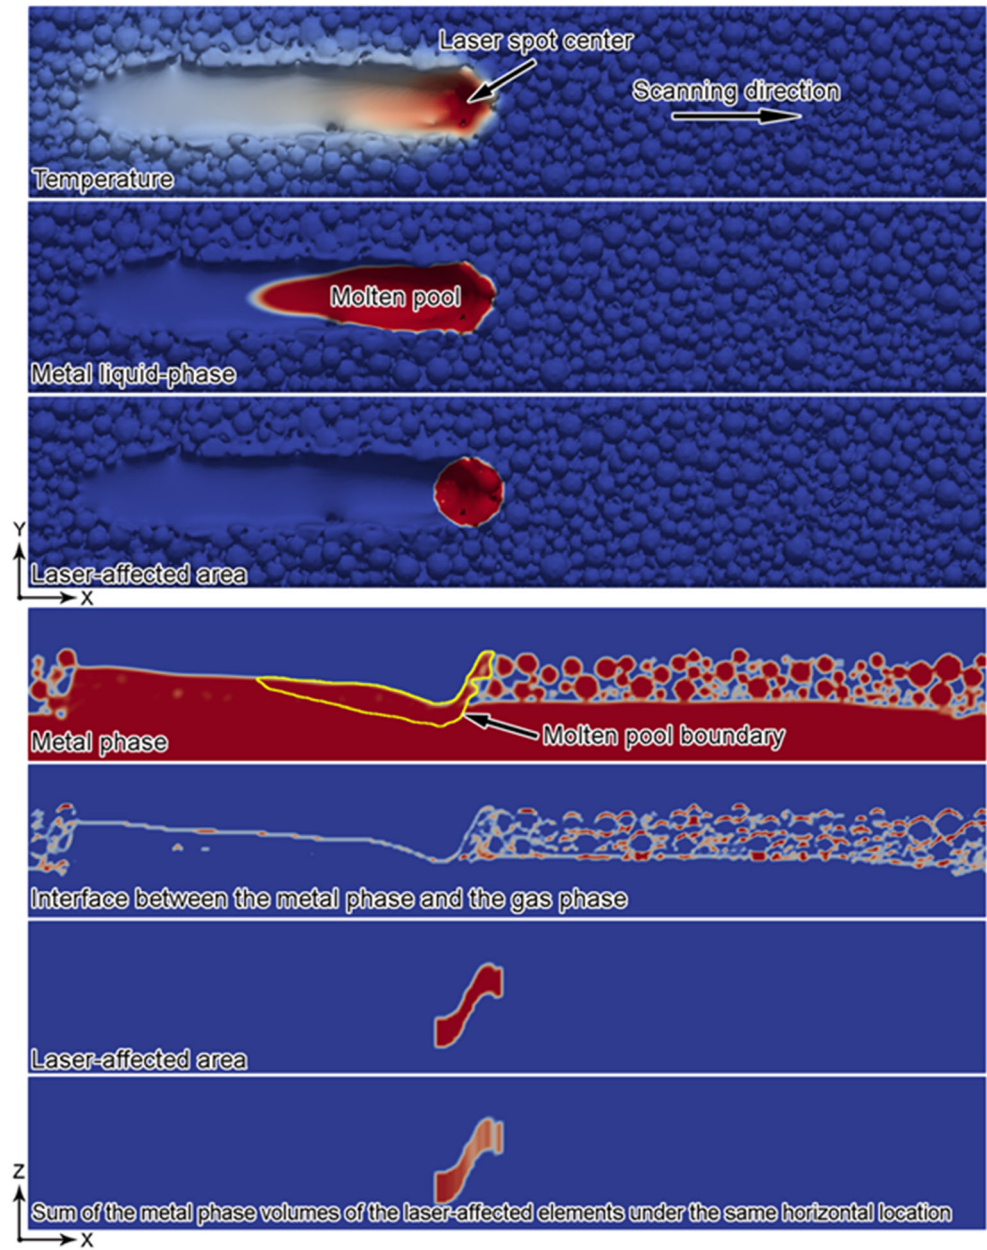 Laser spot center
Scanning direction
Temperature
Molten pool
Metal liquid-phase
Laser-affected area
Y
X
Metal phase
Molten pool boundary
Interface between the metal phase and the gas phase
Laser-affected area
Z
Sum of the metal phase volumes of the laser-affected elements under the same horizontal location
X